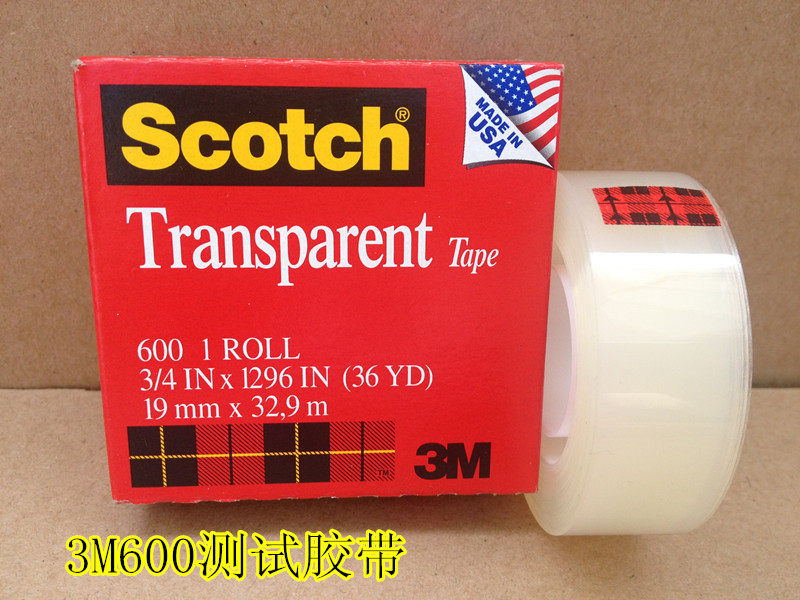 Scotch®
MADE IN
USA
Transparent Tape
600 1 ROLL
3/4 IN x 1296 IN (36 YD)
19 mm x 32,9 m
TM
3M
3M600测试胶带